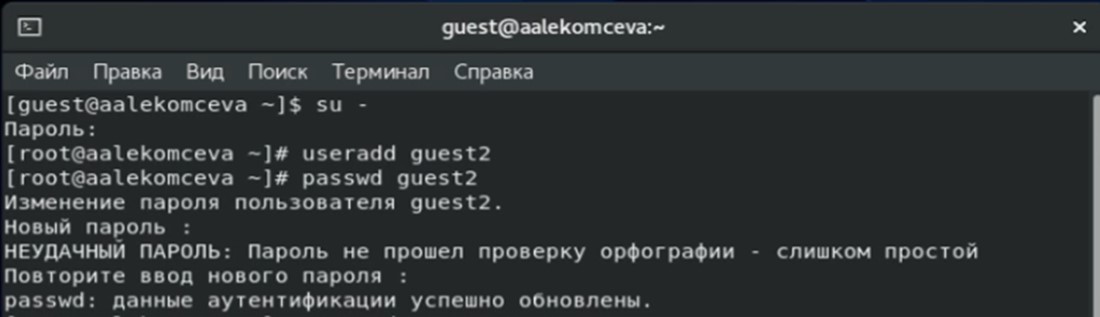 guest@aalekomceva:~
Файл Правка Вид Поиск Терминал Справка
[guest@aalekomceva ~]$ su -
Пароль:
[root@aalekomceva ~]# useradd guest2
[root@aalekomceva ~]# passwd guest2
Изменение пароля пользователя guest2.
Новый пароль :
НЕУДАЧНЫЙ ПАРОЛЬ: Пароль не прошел проверку орфографии - слишком простой
Повторите ввод нового пароля :
passwd: данные аутентификации успешно обновлены.